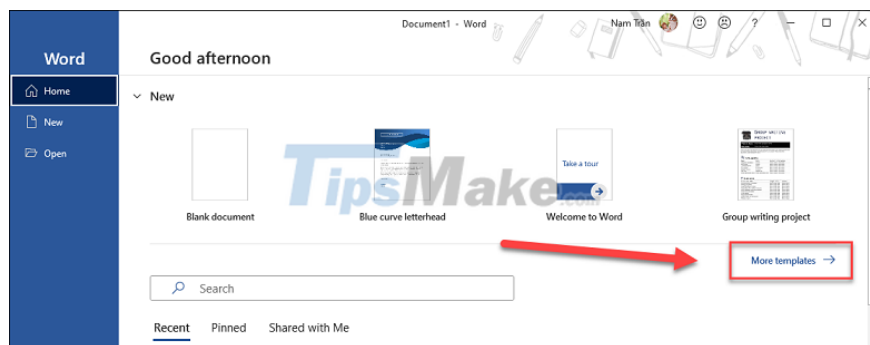 Document1 - Word
Nam Trần
?
Word
Good afternoon
Home
New
New
Open
Take a tour
TipsMake.com
Blank document
Blue curve letterhead
Welcome to Word
Group writing project
More templates
Search
Recent Pinned Shared with Me